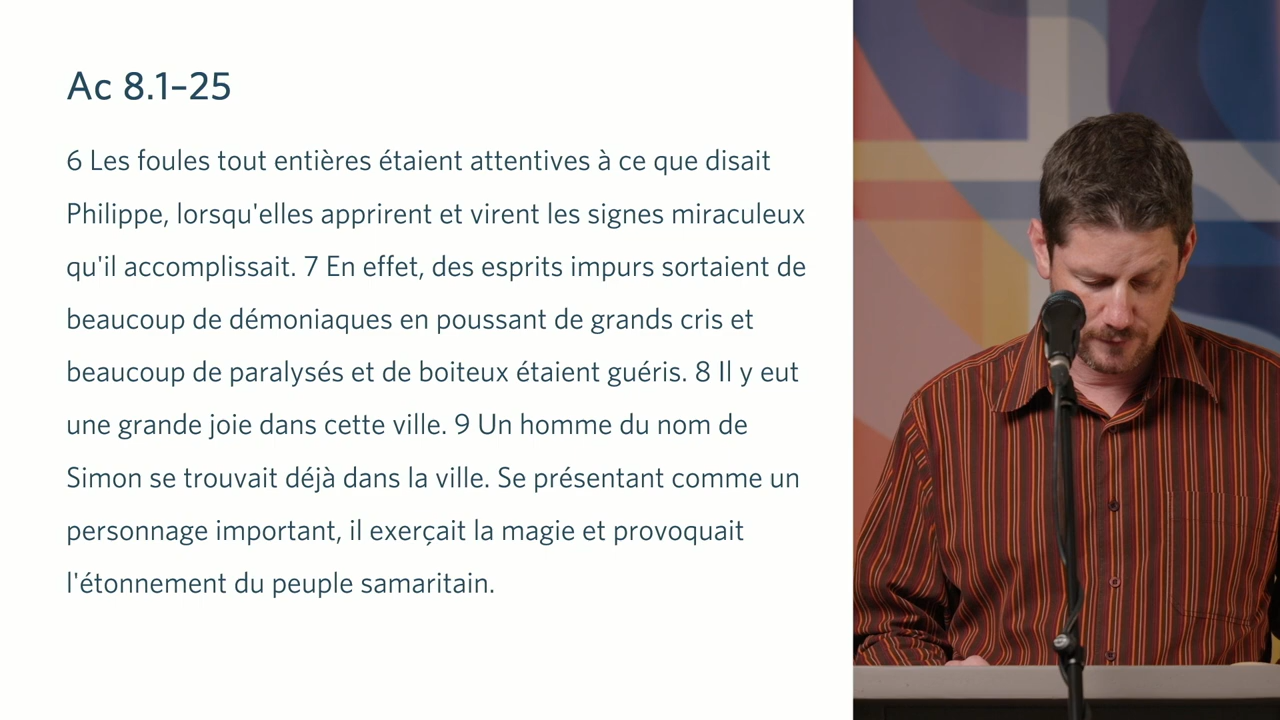 Ac 8.1–25
6 Les foules tout entières étaient attentives à ce que disait
Philippe, lorsqu'elles apprirent et virent les signes miraculeux
qu'il accomplissait. 7 En effet, des esprits impurs sortaient de
beaucoup de démoniaques en poussant de grands cris et
beaucoup de paralysés et de boiteux étaient guéris. 8 Il y eut
une grande joie dans cette ville. 9 Un homme du nom de
Simon se trouvait déjà dans la ville. Se présentant comme un
personnage important, il exerçait la magie et provoquait
l'étonnement du peuple samaritain.